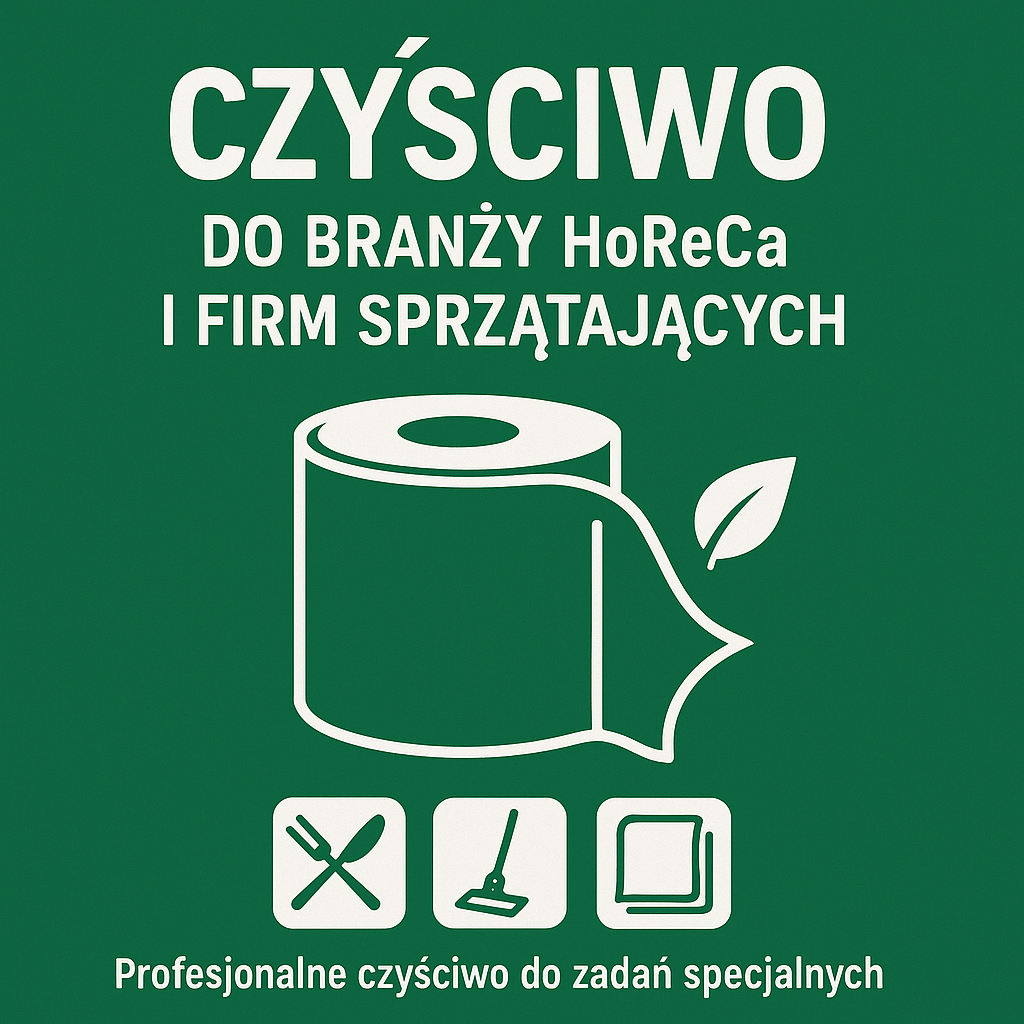 CZYŚCIWO
DO BRANŻY HoReCa
I FIRM SPRZĄTAJĄCYCH
Profesjonalne czyściwo do zadań specjalnych